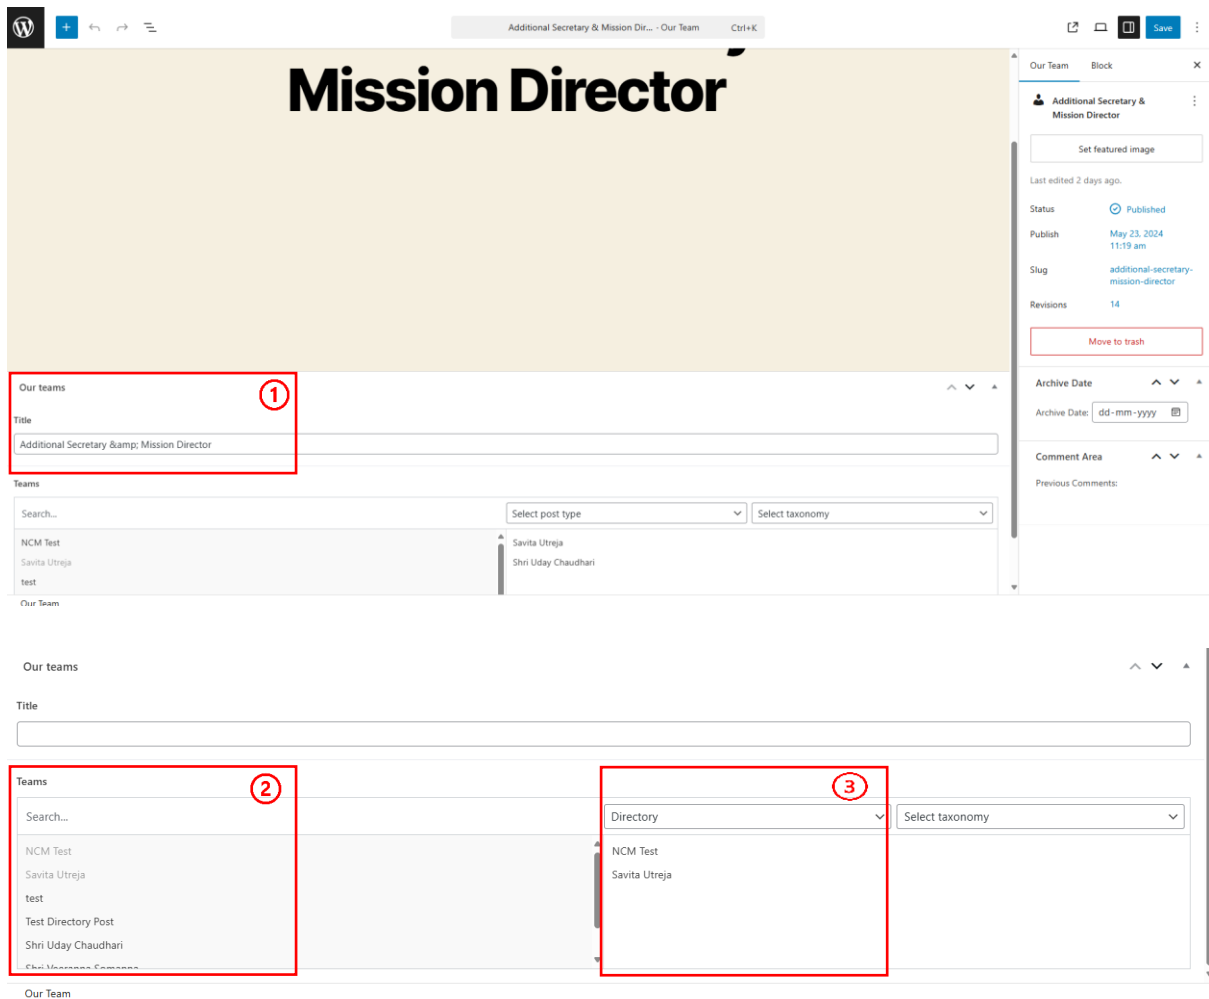 Additional Secretary & Mission Dir... - Our Team Ctrl+K
Save
Mission Director
Our Team Block
Additional Secretary &
Mission Director
Set featured image
Last edited 2 days ago.
Status Published
Publish May 23, 2024
11:19 am
Slug additional-secretary-
mission-director
Revisions 14
Move to trash
Archive Date
Archive Date: dd-mm-yyyy
Comment Area
Previous Comments:
Our teams
1
Title
Additional Secretary &amp; Mission Director
Teams
Search... Select post type Select taxonomy
NCM Test Savita Utreja
Savita Utreja Shri Uday Chaudhari
test
Our Team
Our teams
Title
Teams
2
3
Search... Directory Select taxonomy
NCM Test NCM Test
Savita Utreja Savita Utreja
test
Test Directory Post
Shri Uday Chaudhari
Our Team